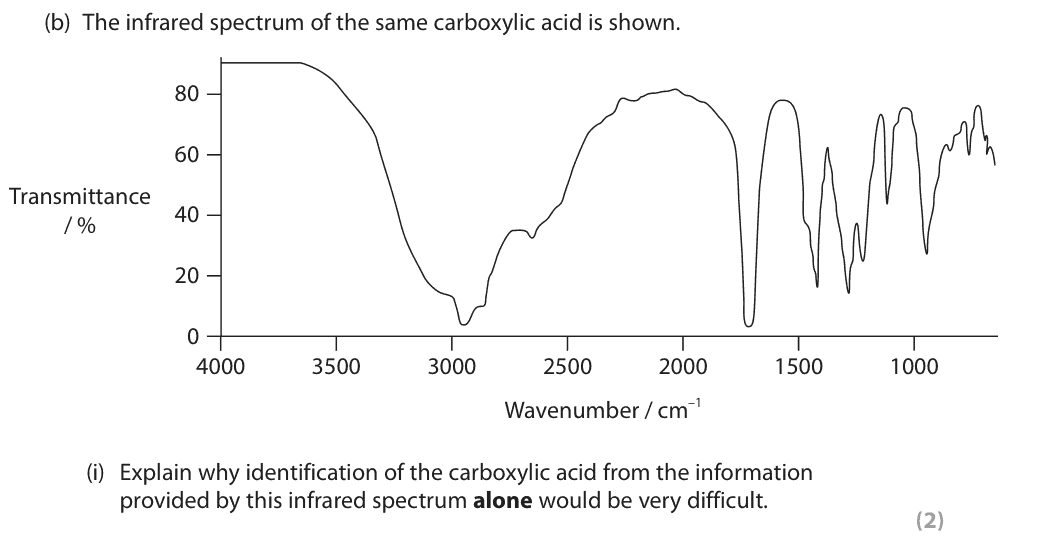 (b) The infrared spectrum of the same carboxylic acid is shown.
80
60
Transmittance
/ %
40
20
0
4000 3500 3000 2500 2000 1500 1000
Wavenumber / cm⁻¹
(i) Explain why identification of the carboxylic acid from the information
provided by this infrared spectrum alone would be very difficult.
(2)